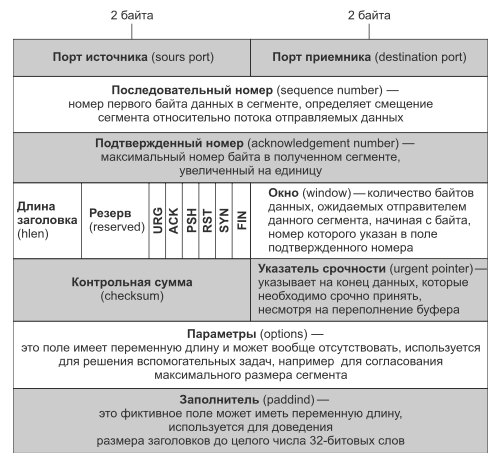 2 байта
2 байта
Порт источника (sours port)
Порт приемника (destination port)
Последовательный номер (sequence number) —
номер первого байта данных в сегменте, определяет смещение
сегмента относительно потока отправляемых данных
Подтвержденный номер (acknowledgement number) —
максимальный номер байта в полученном сегменте,
увеличенный на единицу
Длина
заголовка
(hlen)
Резерв
(reserved)
URG
ACK
PSH
RST
SYN
FIN
Окно (window) — количество байтов
данных, ожидаемых отправителем
данного сегмента, начиная с байта,
номер которого указан в поле
подтвержденного номера
Контрольная сумма
(checksum)
Указатель срочности (urgent pointer) —
указывает на конец данных, которые
необходимо срочно принять,
несмотря на переполнение буфера
Параметры (options) —
это поле имеет переменную длину и может вообще отсутствовать, используется
для решения вспомогательных задач, например для согласования
максимального размера сегмента
Заполнитель (paddind) —
это фиктивное поле может иметь переменную длину,
используется для доведения
размера заголовков до целого числа 32-битовых слов